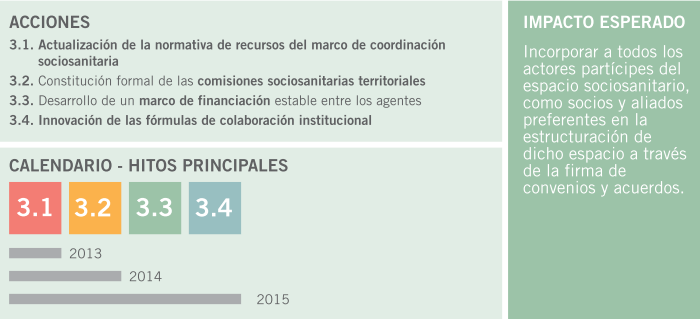 ACCIONES
3.1. Actualización de la normativa de recursos del marco de coordinación
sociosanitaria
3.2. Constitución formal de las comisiones sociosanitarias territoriales
3.3. Desarrollo de un marco de financiación estable entre los agentes
3.4. Innovación de las fórmulas de colaboración institucional
CALENDARIO - HITOS PRINCIPALES
3.1 3.2 3.3 3.4
2013
2014
2015
IMPACTO ESPERADO
Incorporar a todos los
actores partícipes del
espacio sociosanitario,
como socios y aliados
preferentes en la
estructuración de
dicho espacio a través
de la firma de
convenios y acuerdos.